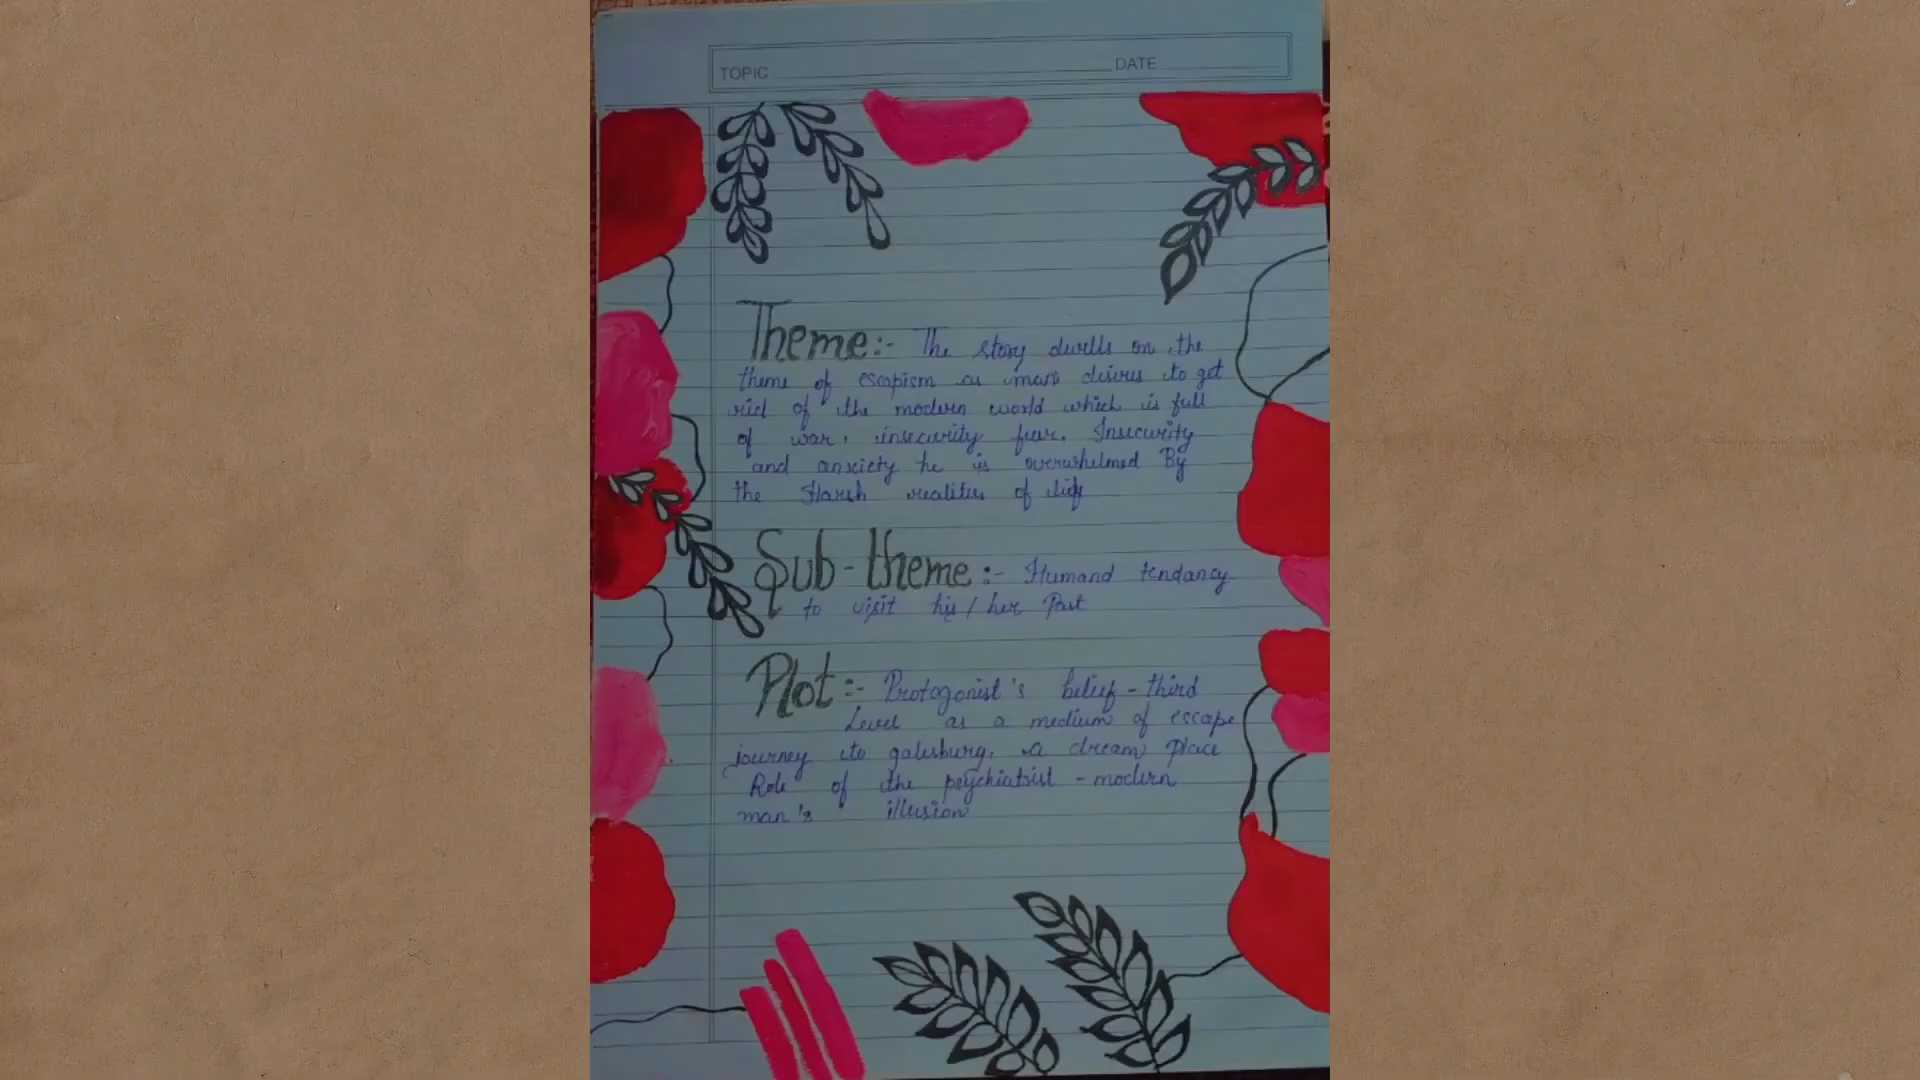 TOPIC DATE
Theme:- The story dwells on the
theme of escapism as man desires to get
rid of the modern world which is full
of war, insecurity fear. Insecurity
and anxiety he is overwhelmed By
the Harsh realities of life
Sub-theme:- Humand tendancy
to visit his/her Past
Plot:- Protogonist's belief-third
Level as a medium of escape
journey to galesburg, a dream Place
Role of the psychiatsist - modern
man's illusion